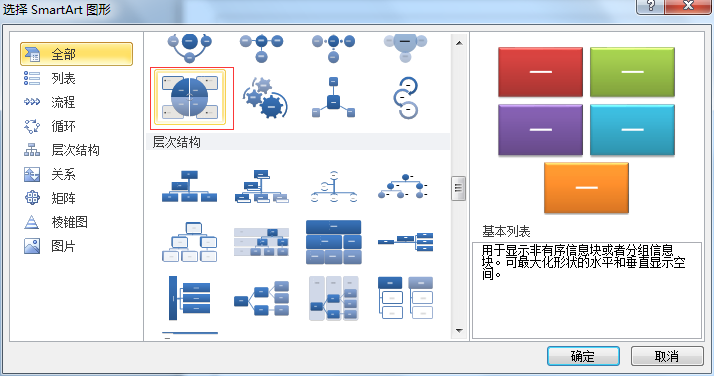 选择 SmartArt 图形
?
全部
列表
流程
循环
层次结构
关系
矩阵
棱锥图
图片
层次结构
基本列表
用于显示非有序信息块或者分组信息
块。可最大化形状的水平和垂直显示空
间。
确定
取消